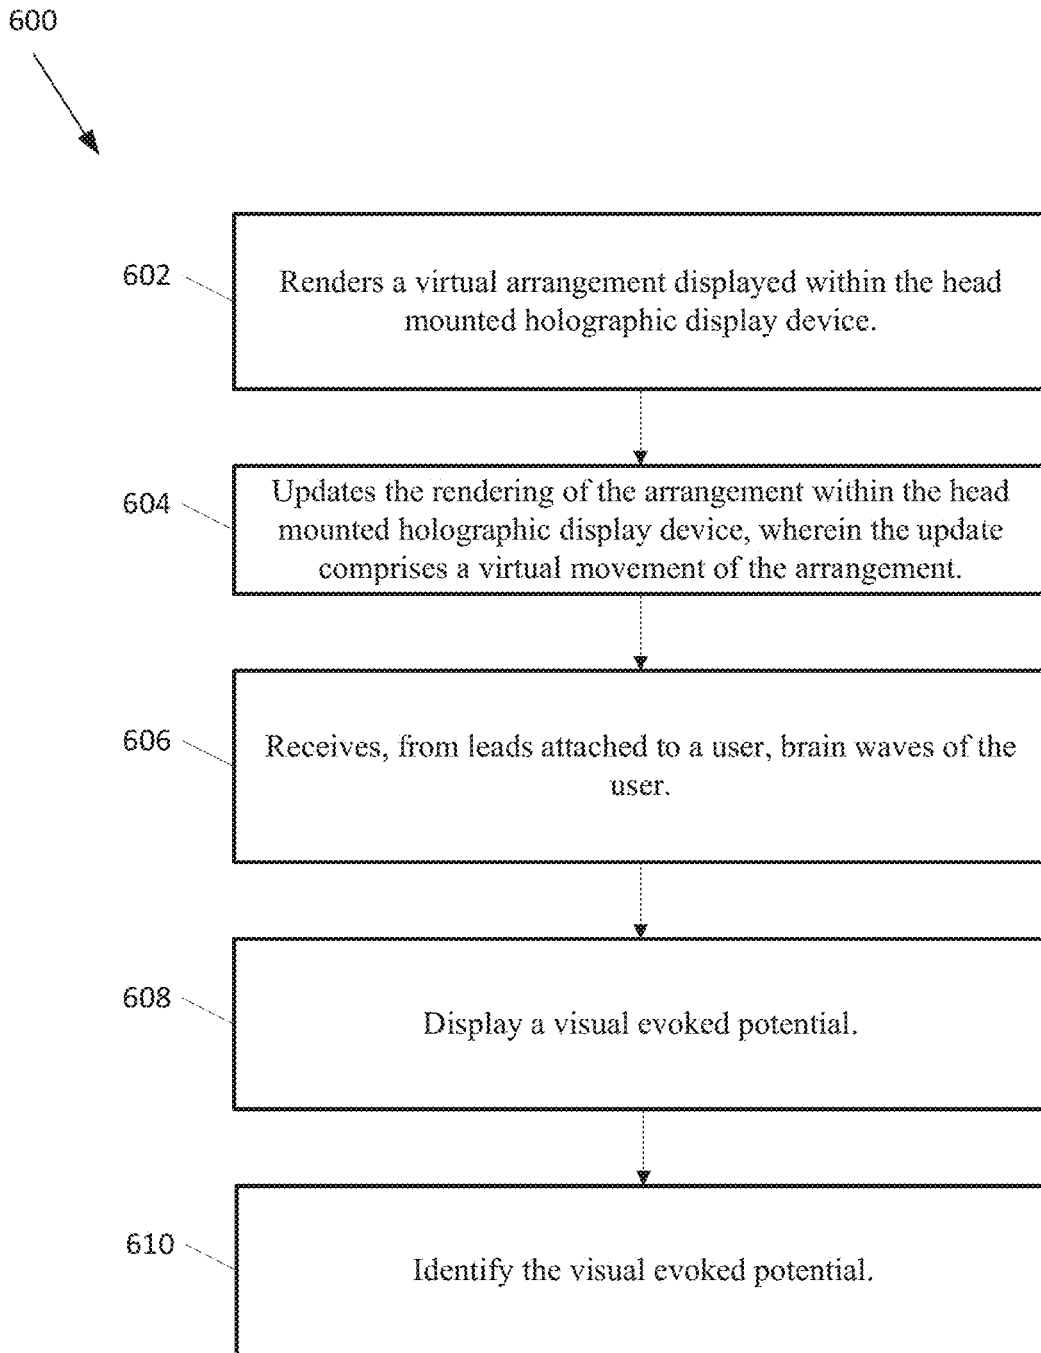 600
602
Renders a virtual arrangement displayed within the head
mounted holographic display device.
604
Updates the rendering of the arrangement within the head
mounted holographic display device, wherein the update
comprises a virtual movement of the arrangement.
606
Receives, from leads attached to a user, brain waves of the
user.
608
Display a visual evoked potential.
610
Identify the visual evoked potential.